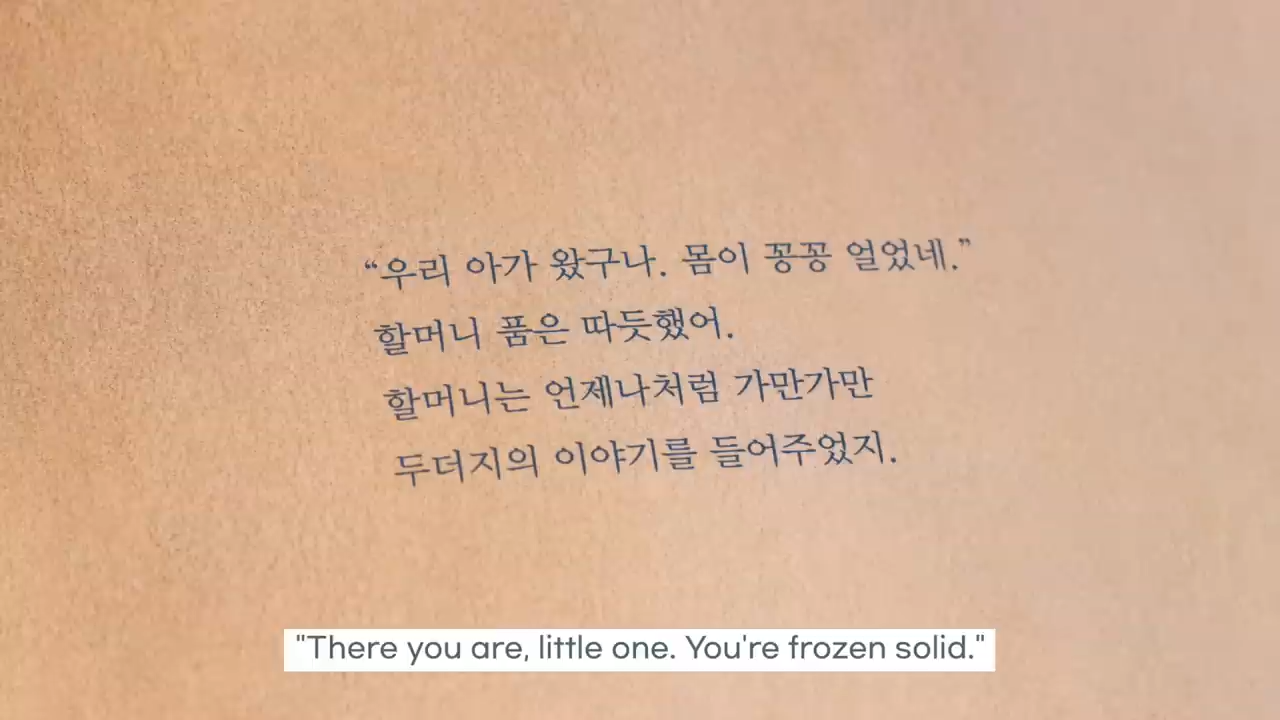 “우리 아가 왔구나. 몸이 꽁꽁 얼었네.”
할머니 품은 따듯했어.
할머니는 언제나처럼 가만가만
두더지의 이야기를 들어주었지.
"There you are, little one. You're frozen solid."